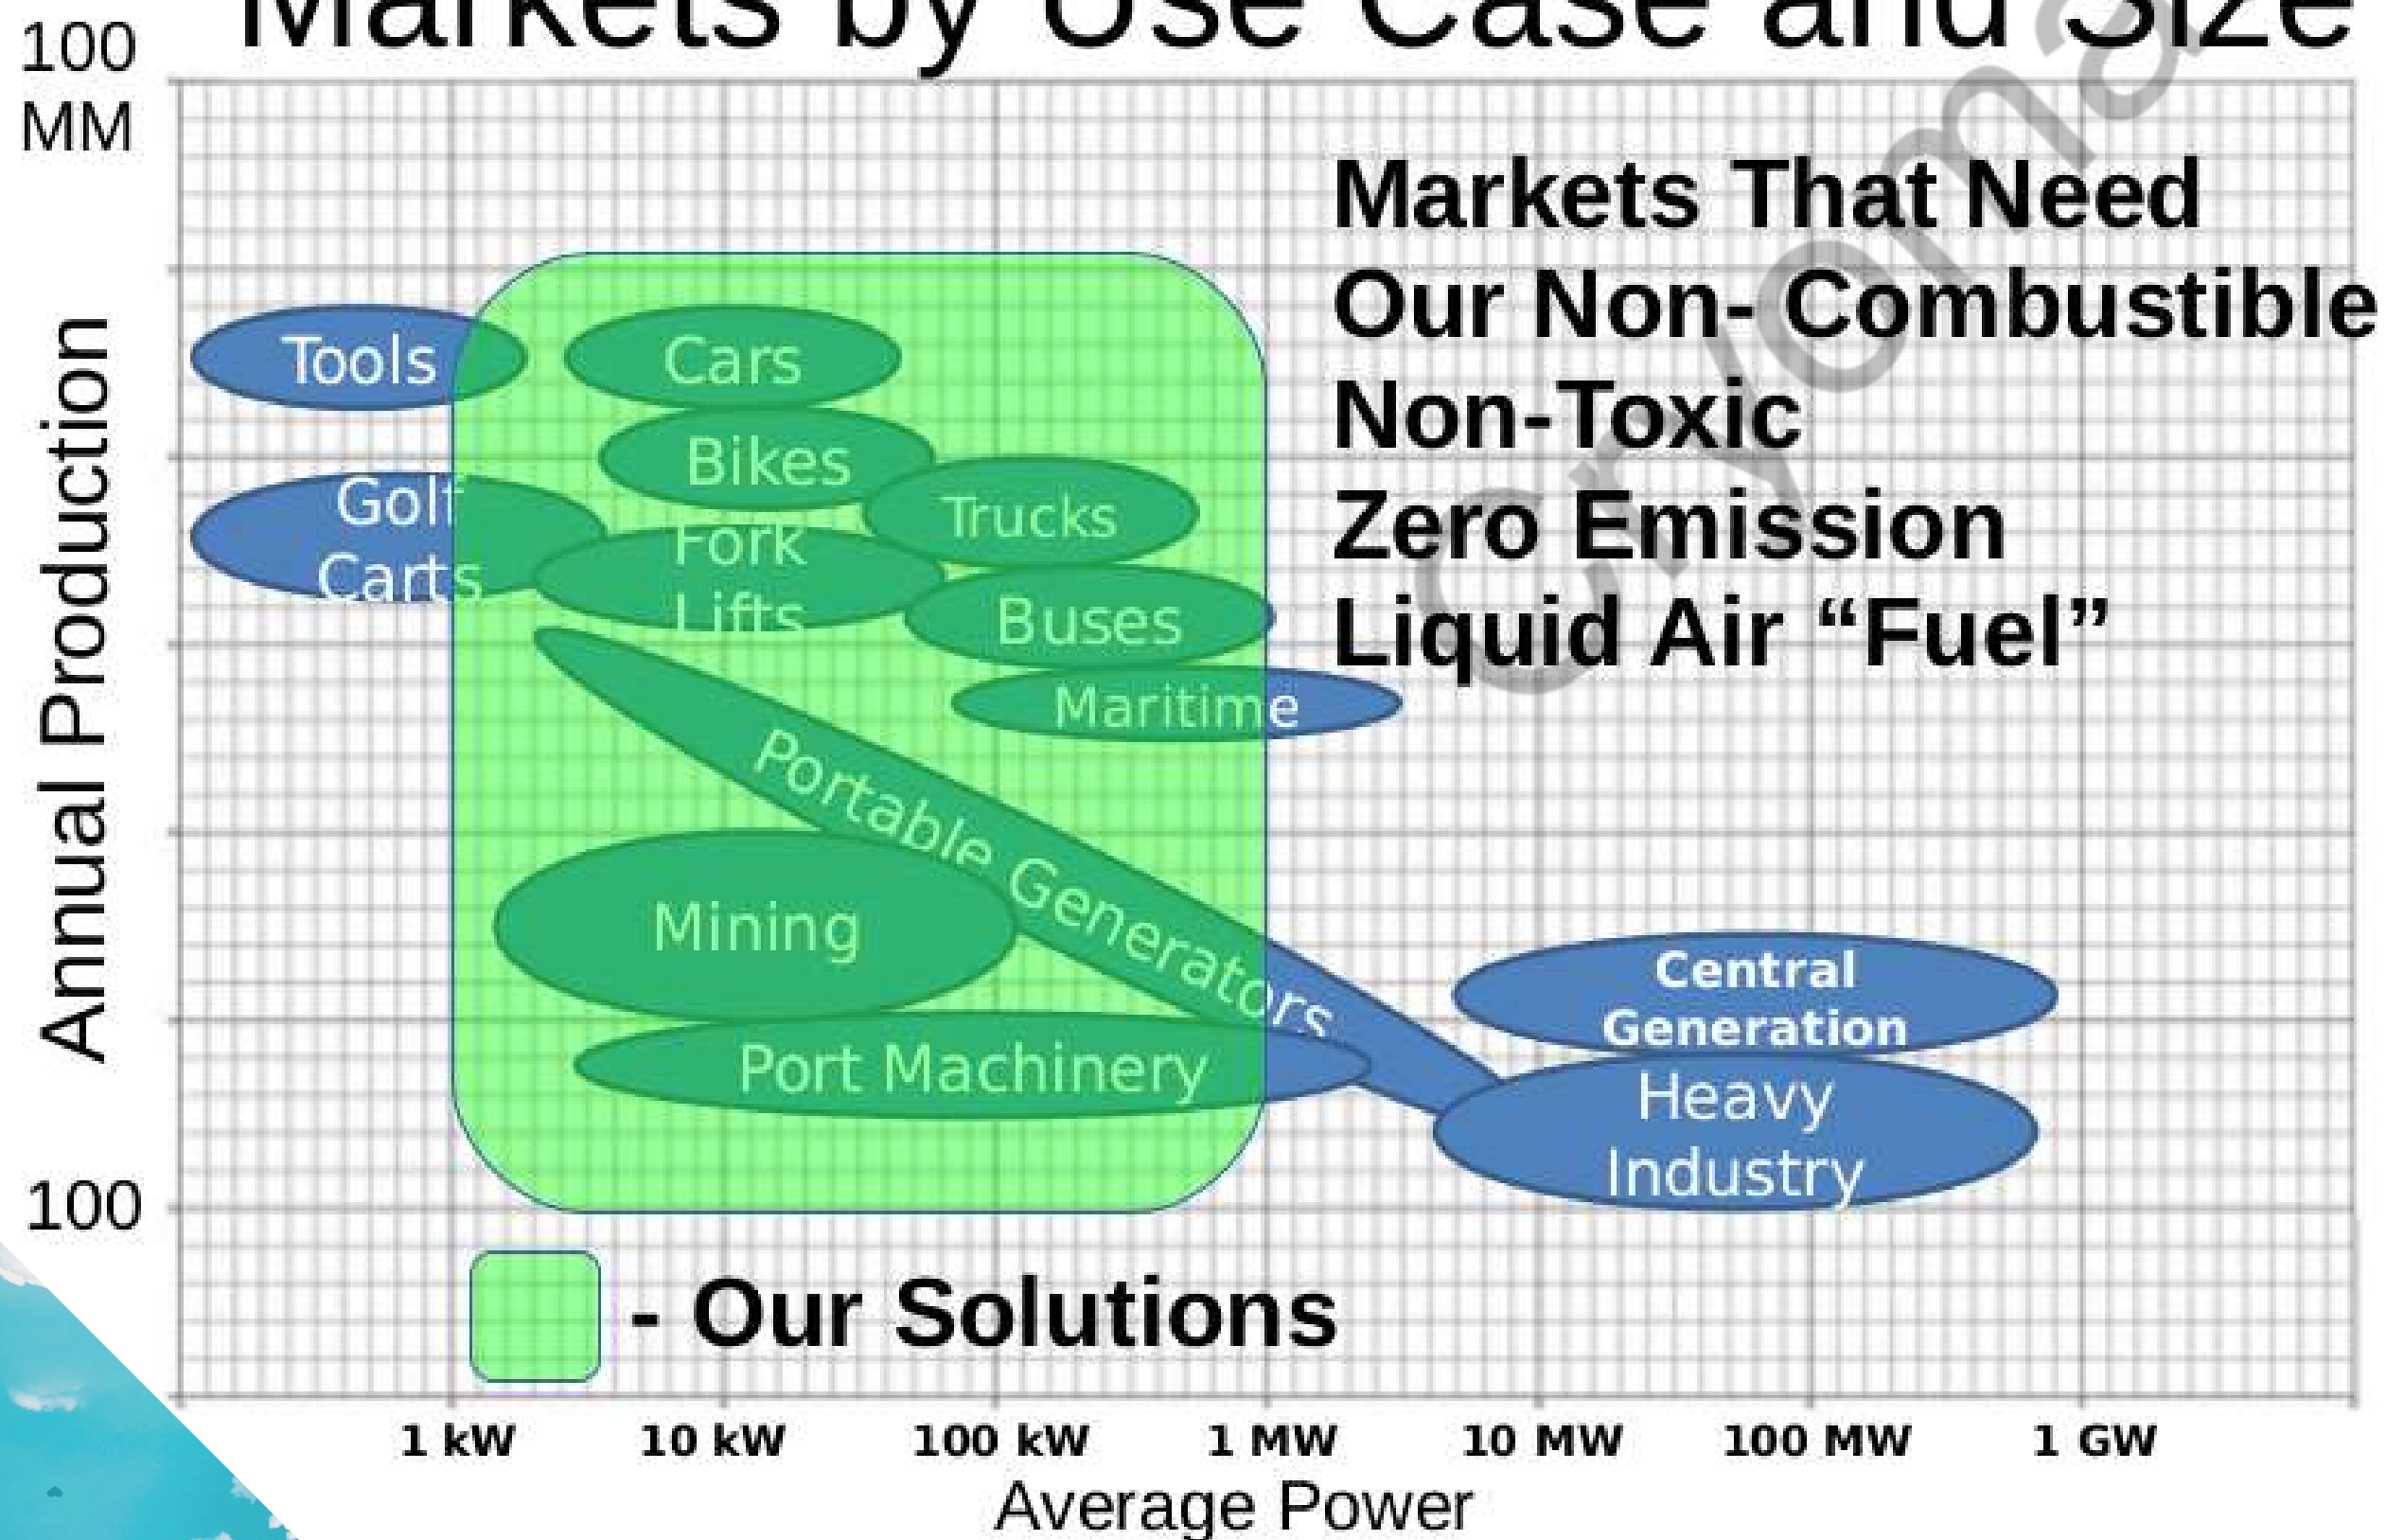 Markets by Use Case and Size
100
MM
Markets That Need
Our Non- Combustible
Non-Toxic
Zero Emission
Liquid Air “Fuel”
Annual Production
Tools
Cars
Bikes
Golf
Carts
Trucks
Fork
Lifts
Buses
Maritime
Portable Generators
Mining
Port Machinery
Central
Generation
Heavy
Industry
100
- Our Solutions
1 kW
10 kW
100 kW
1 MW
10 MW
100 MW
1 GW
Average Power
Cryoma